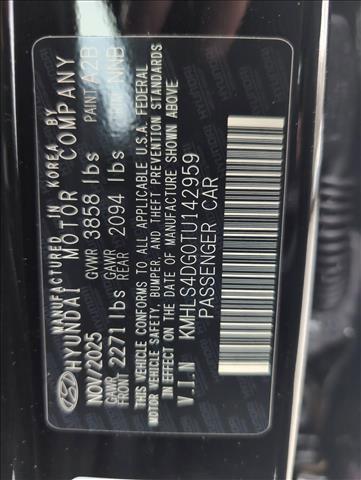 MANUFACTURED IN KOREA BY
HYUNDAI MOTOR COMPANY
NOV/2025 GVWR 3858 lbs PAINT A2B
GAWR FRONT 2271 lbs GAWR REAR 2094 lbs NNB
THIS VEHICLE CONFORMS TO ALL APPLICABLE U.S.A. FEDERAL
MOTOR VEHICLE SAFETY, BUMPER, AND THEFT PREVENTION STANDARDS
IN EFFECT ON THE DATE OF MANUFACTURE SHOWN ABOVE
V.I.N KMHLS4DG0TU142959
PASSENGER CAR